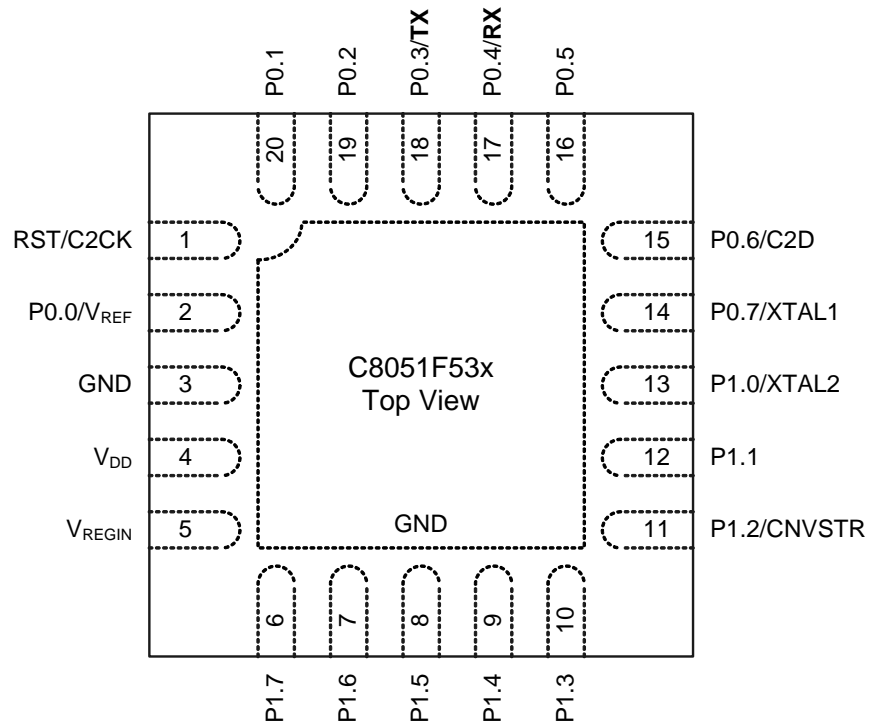 P0.1
P0.2
P0.3/TX
P0.4/RX
P0.5
20
19
18
17
16
RST/C2CK 1
15 P0.6/C2D
P0.0/VREF 2
14 P0.7/XTAL1
GND 3
13 P1.0/XTAL2
VDD 4
12 P1.1
VREGIN 5
11 P1.2/CNVSTR
C8051F53x
Top View
GND
6
7
8
9
10
P1.7
P1.6
P1.5
P1.4
P1.3